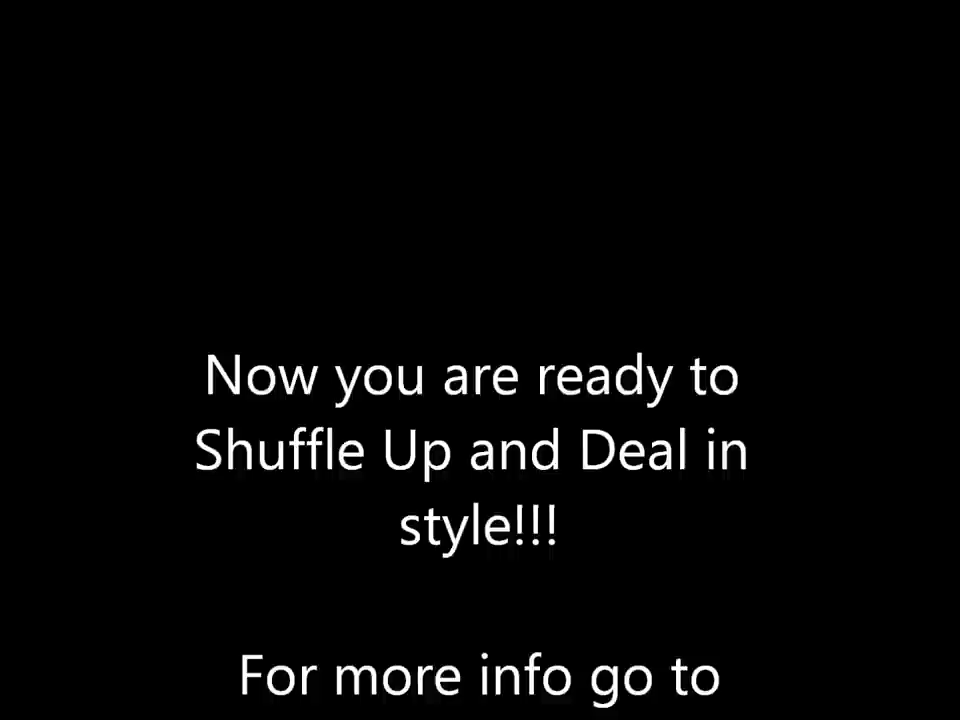 Now you are ready to
Shuffle Up and Deal in
style!!!
For more info go to